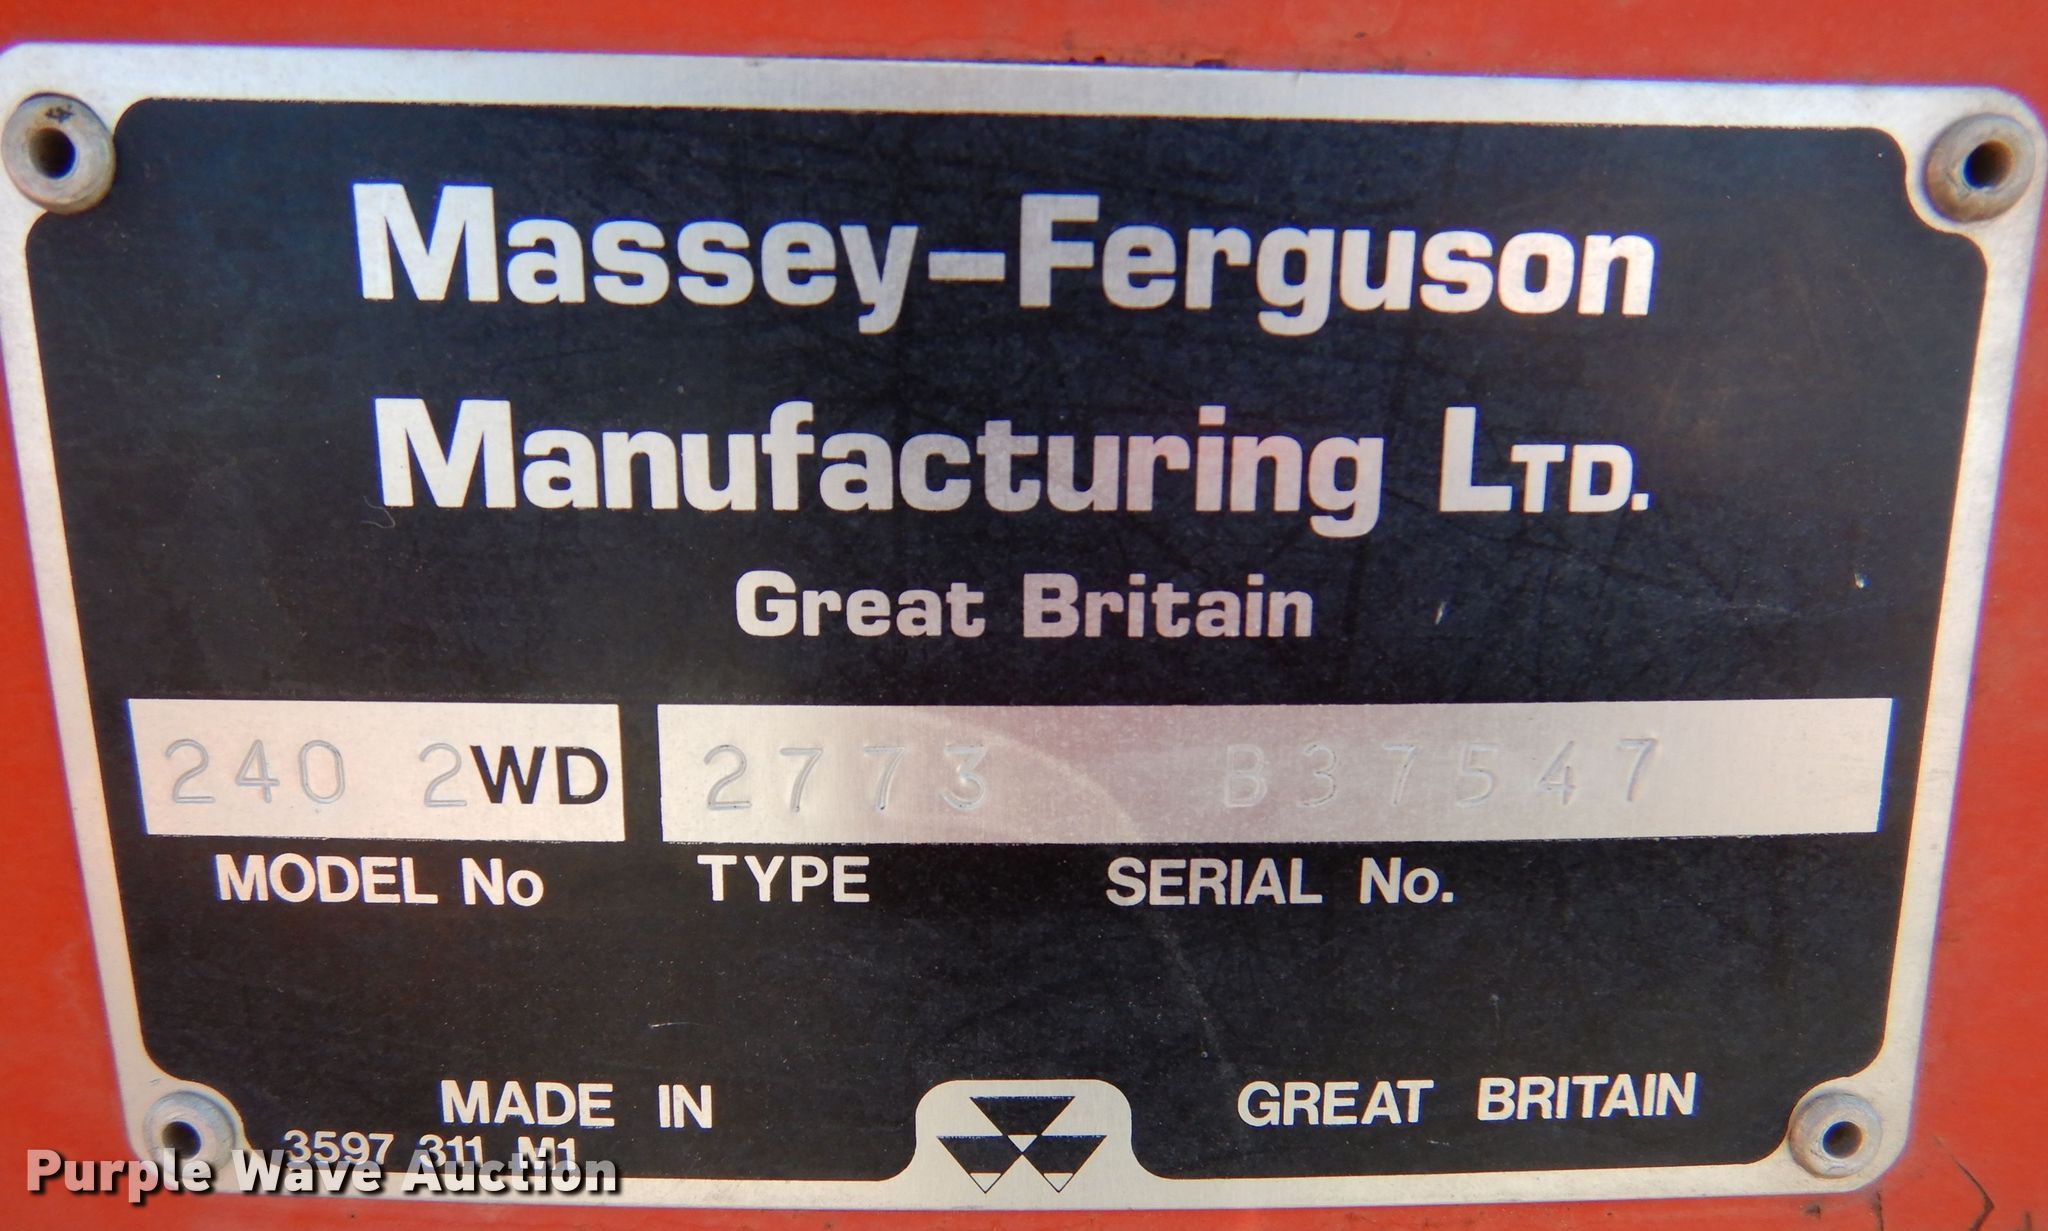 Massey-Ferguson
Manufacturing LTD.
Great Britain
240 2WD 2773 B37547
MODEL No TYPE SERIAL No.
MADE IN GREAT BRITAIN
3597 311 M1
Purple Wave Auction